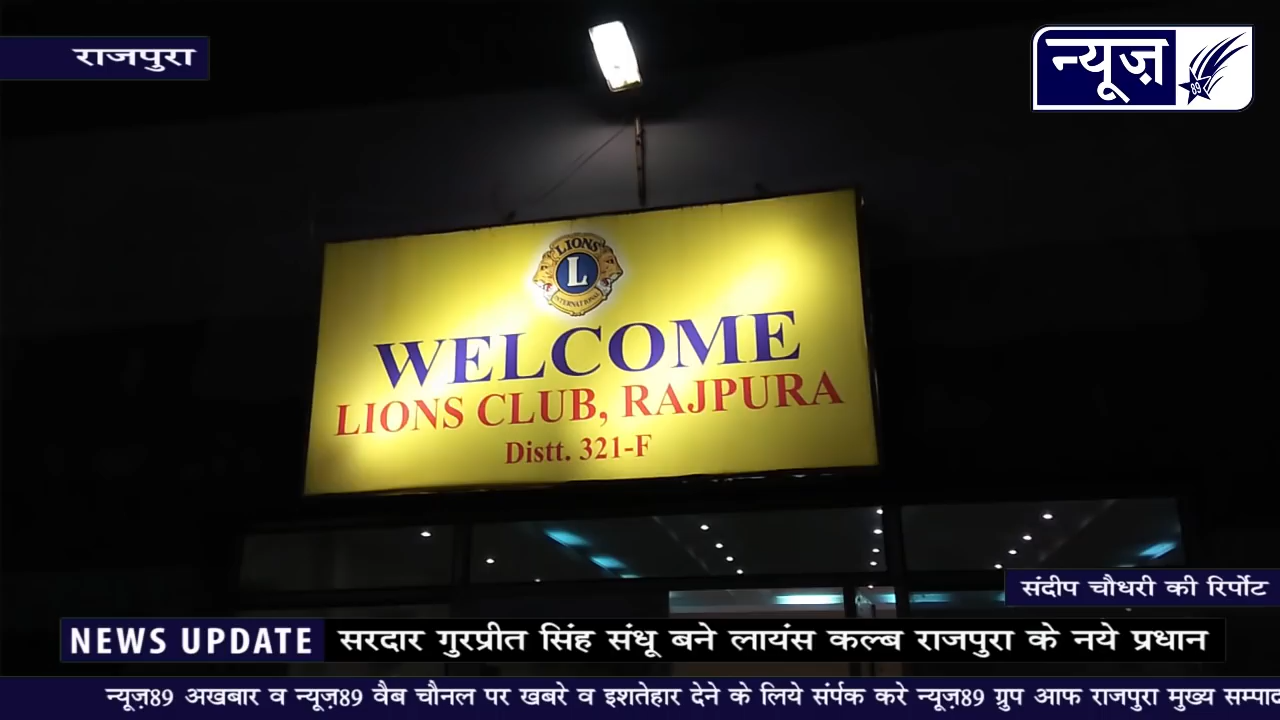 राजपुरा
न्यूज़
89
LIONS
L
INTERNATIONAL
WELCOME
LIONS CLUB, RAJPURA
Distt. 321-F
संदीप चौधरी की रिर्पोट
NEWS UPDATE सरदार गुरप्रीत सिंह संधू बने लायंस कल्ब राजपुरा के नये प्रधान
न्यूज़89 अखबार व न्यूज़89 वैब चौनल पर खबरे व इशतेहार देने के लिये संर्पक करे न्यूज़89 ग्रुप आफ राजपुरा मुख्य सम्पाद